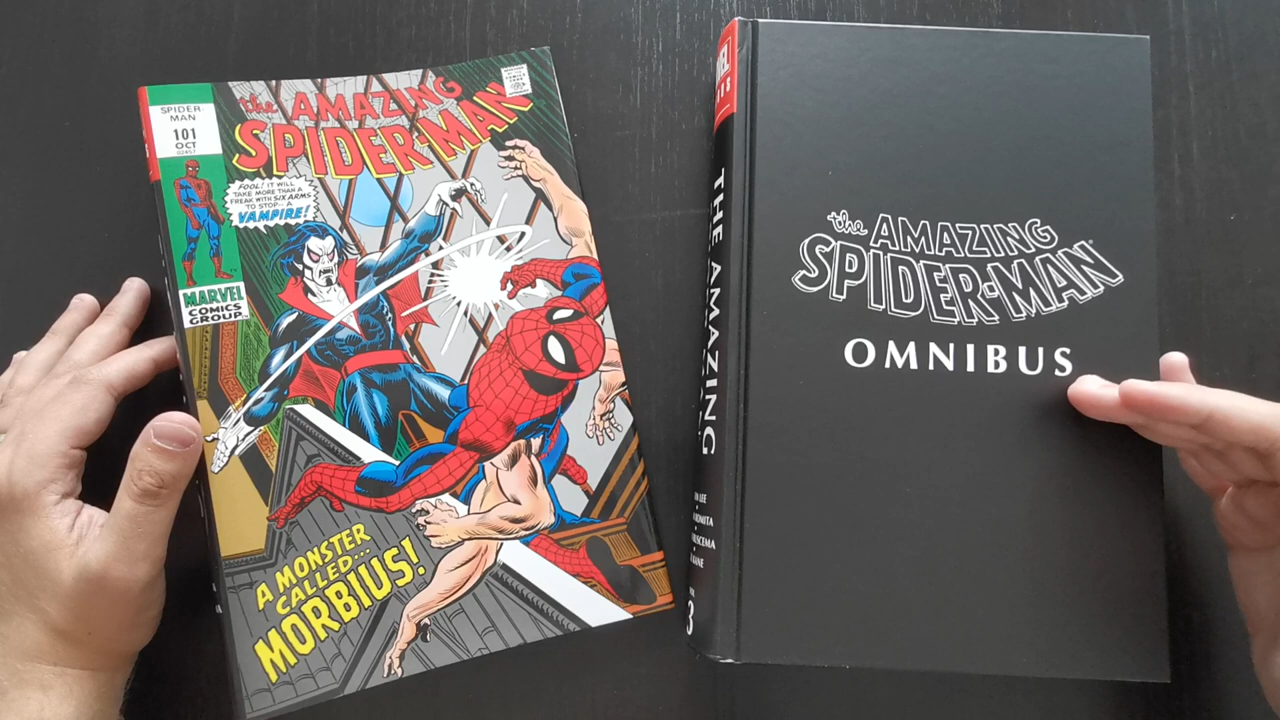 SPIDER-
MAN
101
OCT
02457
the AMAZING
SPIDER-MAN
FOOL! IT WILL
TAKE MORE THAN A
FREAK WITH SIX ARMS
TO STOP-- A
VAMPIRE!
MARVEL
COMICS
GROUP
A MONSTER
CALLED...
MORBIUS!
THE AMAZING
3
the AMAZING
SPIDER-MAN
OMNIBUS